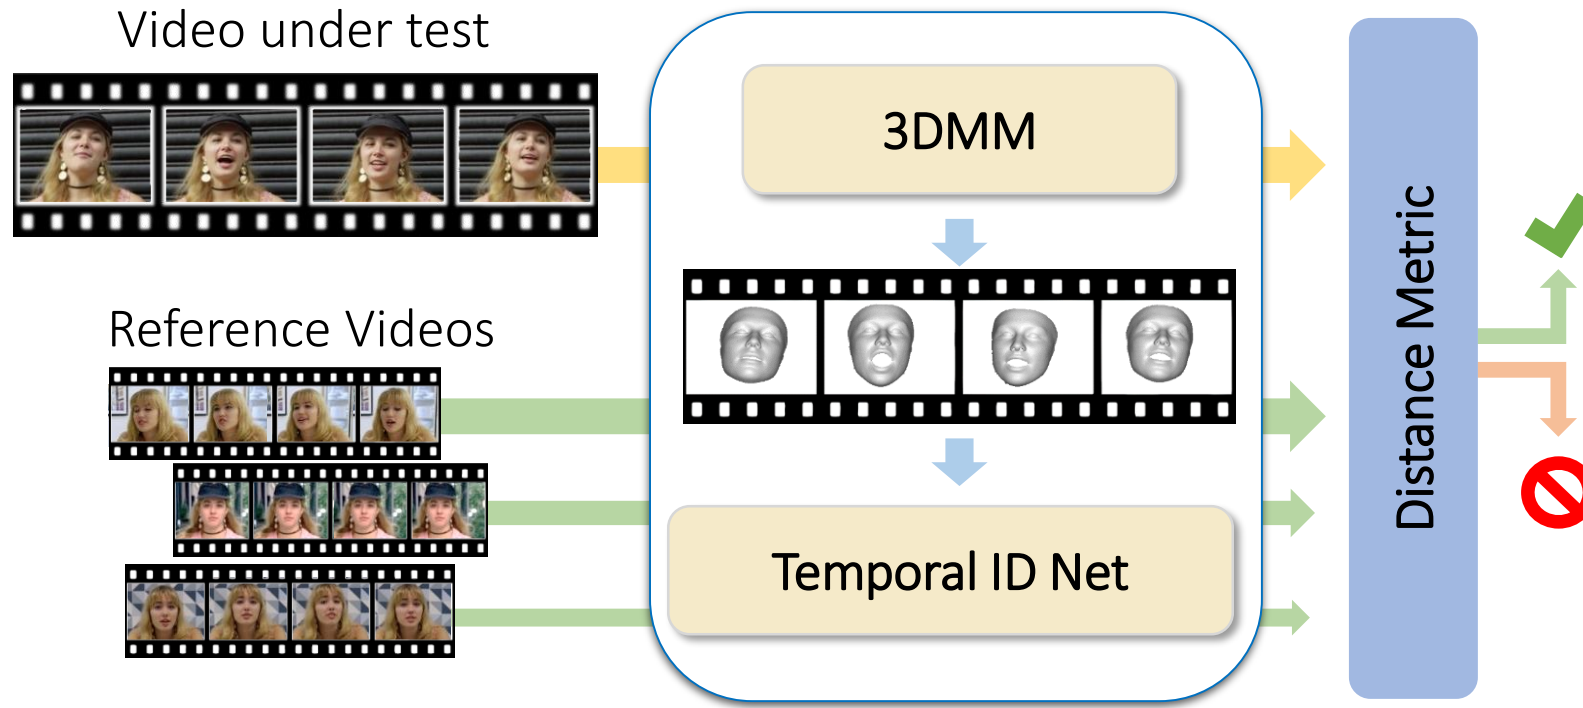 Video under test
3DMM
Reference Videos
Temporal ID Net
Distance Metric